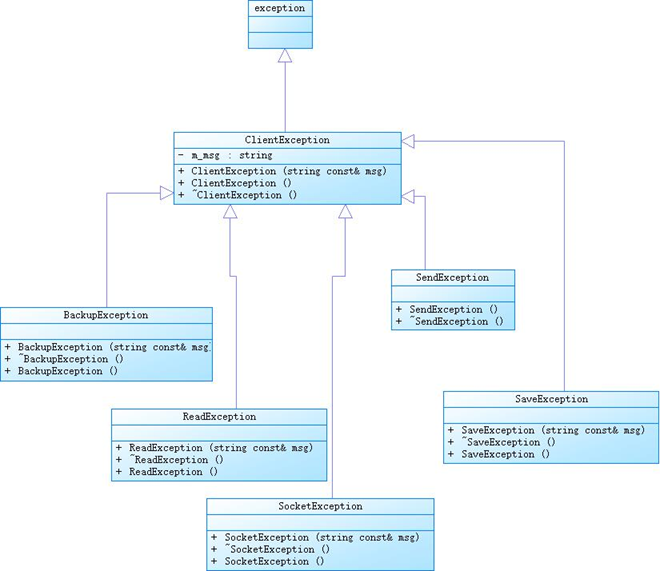 exception
ClientException
- m_msg : string
+ ClientException (string const& msg)
+ ClientException ()
+ ~ClientException ()
SendException
+ SendException ()
+ ~SendException ()
BackupException
+ BackupException (string const& msg)
+ ~BackupException ()
+ BackupException ()
SaveException
+ SaveException (string const& msg)
+ ~SaveException ()
+ SaveException ()
ReadException
+ ReadException (string const& msg)
+ ~ReadException ()
+ ReadException ()
SocketException
+ SocketException (string const& msg)
+ ~SocketException ()
+ SocketException ()